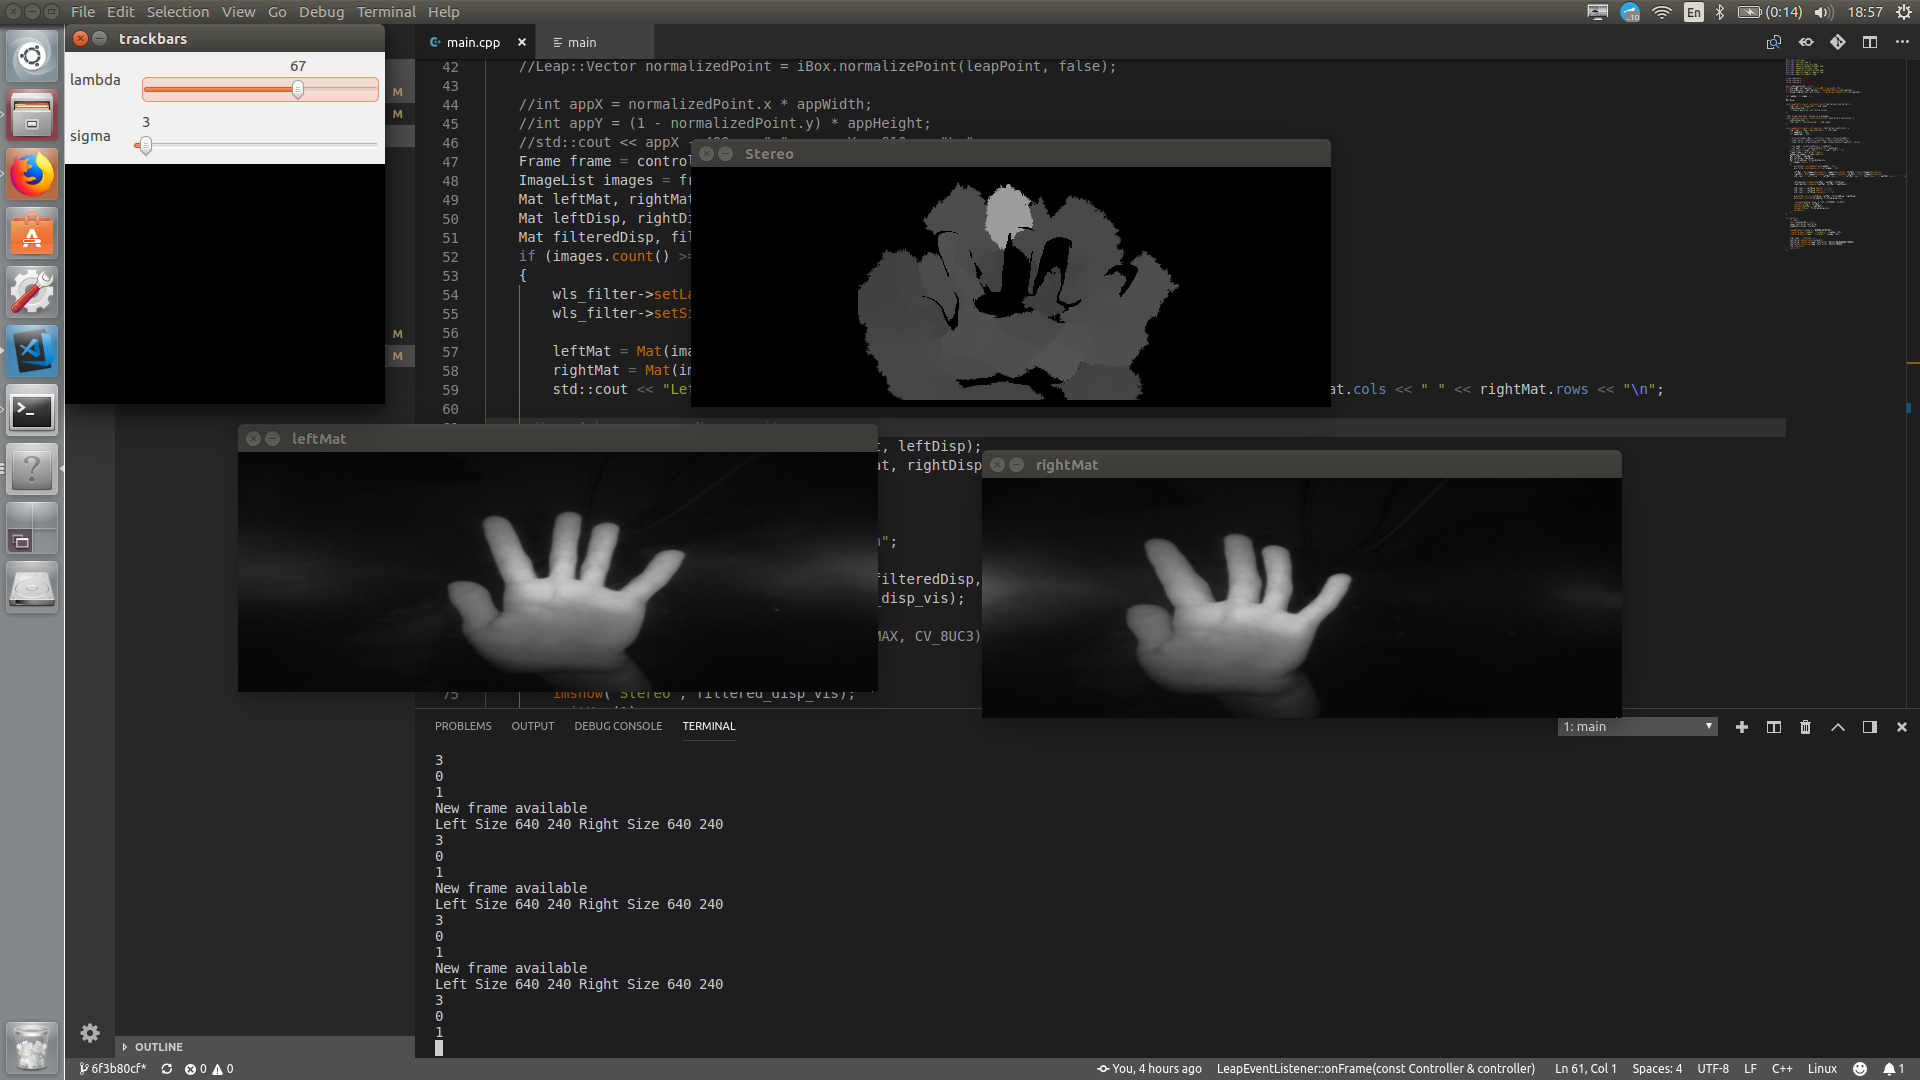 File Edit Selection View Go Debug Terminal Help
10
En
(0:14)
18:57
trackbars
lambda
67
sigma
3
M
M
M
M
main.cpp
main
42 //Leap::Vector normalizedPoint = iBox.normalizePoint(leapPoint, false);
43
44 //int appX = normalizedPoint.x * appWidth;
45 //int appY = (1 - normalizedPoint.y) * appHeight;
46 //std::cout << appX
47 Frame frame = control
48 ImageList images = fr
49 Mat leftMat, rightMat
50 Mat leftDisp, rightDi
51 Mat filteredDisp, fil
52 if (images.count() >=
53 {
54 wls_filter->setLa
55 wls_filter->setSi
56
57 leftMat = Mat(ima
58 rightMat = Mat(im
59 std::cout << "Le at.cols << " " << rightMat.rows << "\n";
60
Stereo
t, leftDisp);
at, rightDisp
n";
filteredDisp,
_disp_vis);
MAX, CV_8UC3)
75 imshow("Stereo", filtered_disp_vis);
leftMat
rightMat
PROBLEMS OUTPUT DEBUG CONSOLE TERMINAL
1: main
3
0
1
New frame available
Left Size 640 240 Right Size 640 240
3
0
1
New frame available
Left Size 640 240 Right Size 640 240
3
0
1
New frame available
Left Size 640 240 Right Size 640 240
3
0
1
OUTLINE
6f3b80cf* 0 0
You, 4 hours ago LeapEventListener::onFrame(const Controller & controller) Ln 61, Col 1 Spaces: 4 UTF-8 LF C++ Linux 1